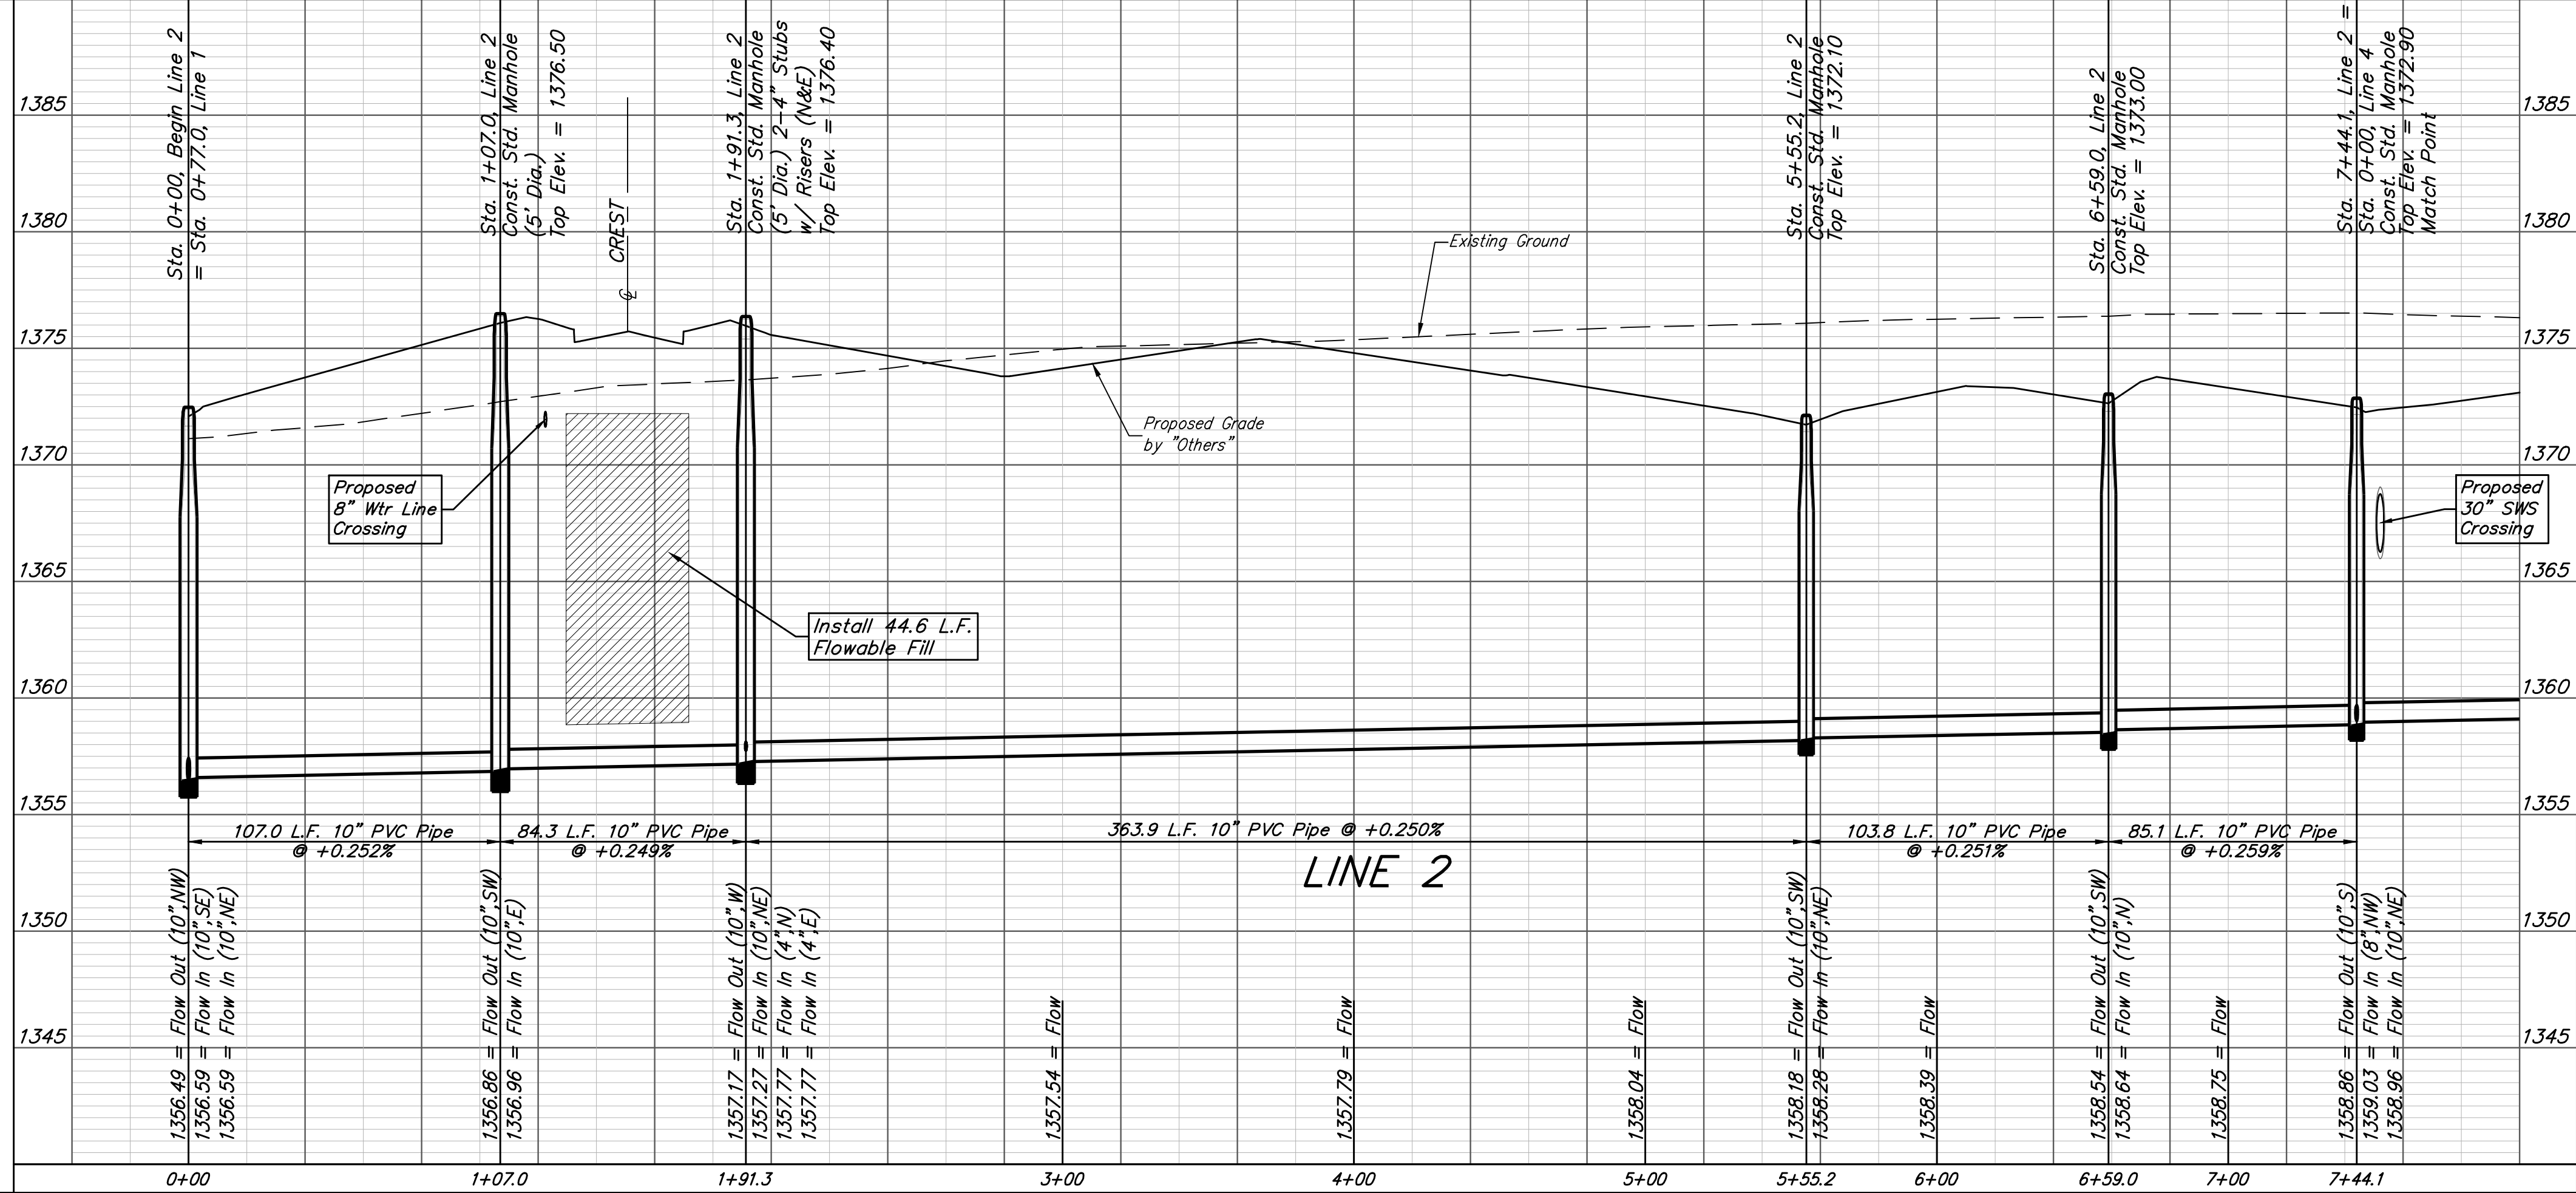 Sta. 0+00, Begin Line 2
= Sta. 0+77.0, Line 1
Sta. 1+07.0, Line 2
Const. Std. Manhole
(5' Dia.)
Top Elev. = 1376.50
CREST
℄
Sta. 1+91.3, Line 2
Const. Std. Manhole
(5' Dia.) 2-4" Stubs
w/ Risers (N&E)
Top Elev. = 1376.40
Sta. 5+55.2, Line 2
Const. Std. Manhole
Top Elev. = 1372.10
Sta. 6+59.0, Line 2
Const. Std. Manhole
Top Elev. = 1373.00
Sta. 7+44.1, Line 2 =
Sta. 0+00, Line 4
Const. Std. Manhole
Top Elev. = 1372.90
Match Point
1385
1380
1375
1370
1365
1360
1355
1350
1345
1385
1380
1375
1370
1365
1360
1355
1350
1345
Existing Ground
Proposed Grade
by "Others"
Proposed
8" Wtr Line
Crossing
Install 44.6 L.F.
Flowable Fill
Proposed
30" SWS
Crossing
107.0 L.F. 10" PVC Pipe
@ +0.252%
84.3 L.F. 10" PVC Pipe
@ +0.249%
363.9 L.F. 10" PVC Pipe @ +0.250%
103.8 L.F. 10" PVC Pipe
@ +0.251%
85.1 L.F. 10" PVC Pipe
@ +0.259%
LINE 2
1356.49 = Flow Out (10",NW)
1356.59 = Flow In (10",SE)
1356.59 = Flow In (10",NE)
1356.86 = Flow Out (10",SW)
1356.96 = Flow In (10",E)
1357.17 = Flow Out (10",W)
1357.27 = Flow In (10",NE)
1357.77 = Flow In (4",N)
1357.77 = Flow In (4",E)
1357.54 = Flow
1357.79 = Flow
1358.04 = Flow
1358.18 = Flow Out (10",SW)
1358.28 = Flow In (10",NE)
1358.39 = Flow
1358.54 = Flow Out (10",SW)
1358.64 = Flow In (10",N)
1358.75 = Flow
1358.86 = Flow Out (10",S)
1359.03 = Flow In (8",NW)
1358.96 = Flow In (10",NE)
0+00
1+07.0
1+91.3
3+00
4+00
5+00
5+55.2
6+00
6+59.0
7+00
7+44.1